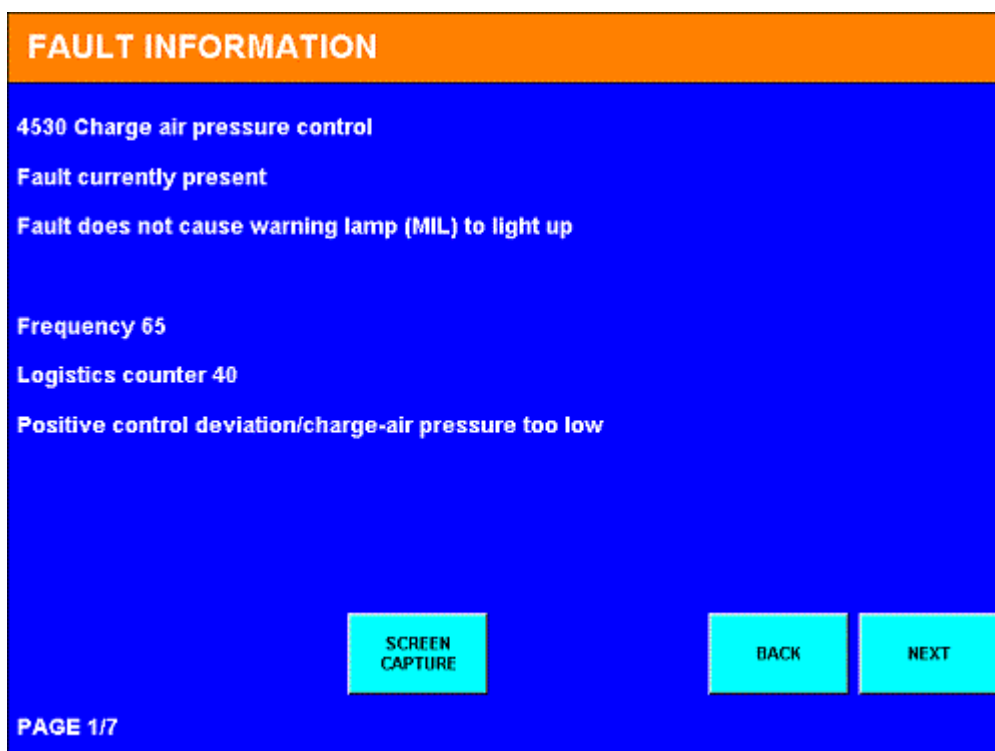 FAULT INFORMATION
4530 Charge air pressure control
Fault currently present
Fault does not cause warning lamp (MIL) to light up
Frequency 65
Logistics counter 40
Positive control deviation/charge-air pressure too low
SCREEN
CAPTURE
BACK
NEXT
PAGE 1/7